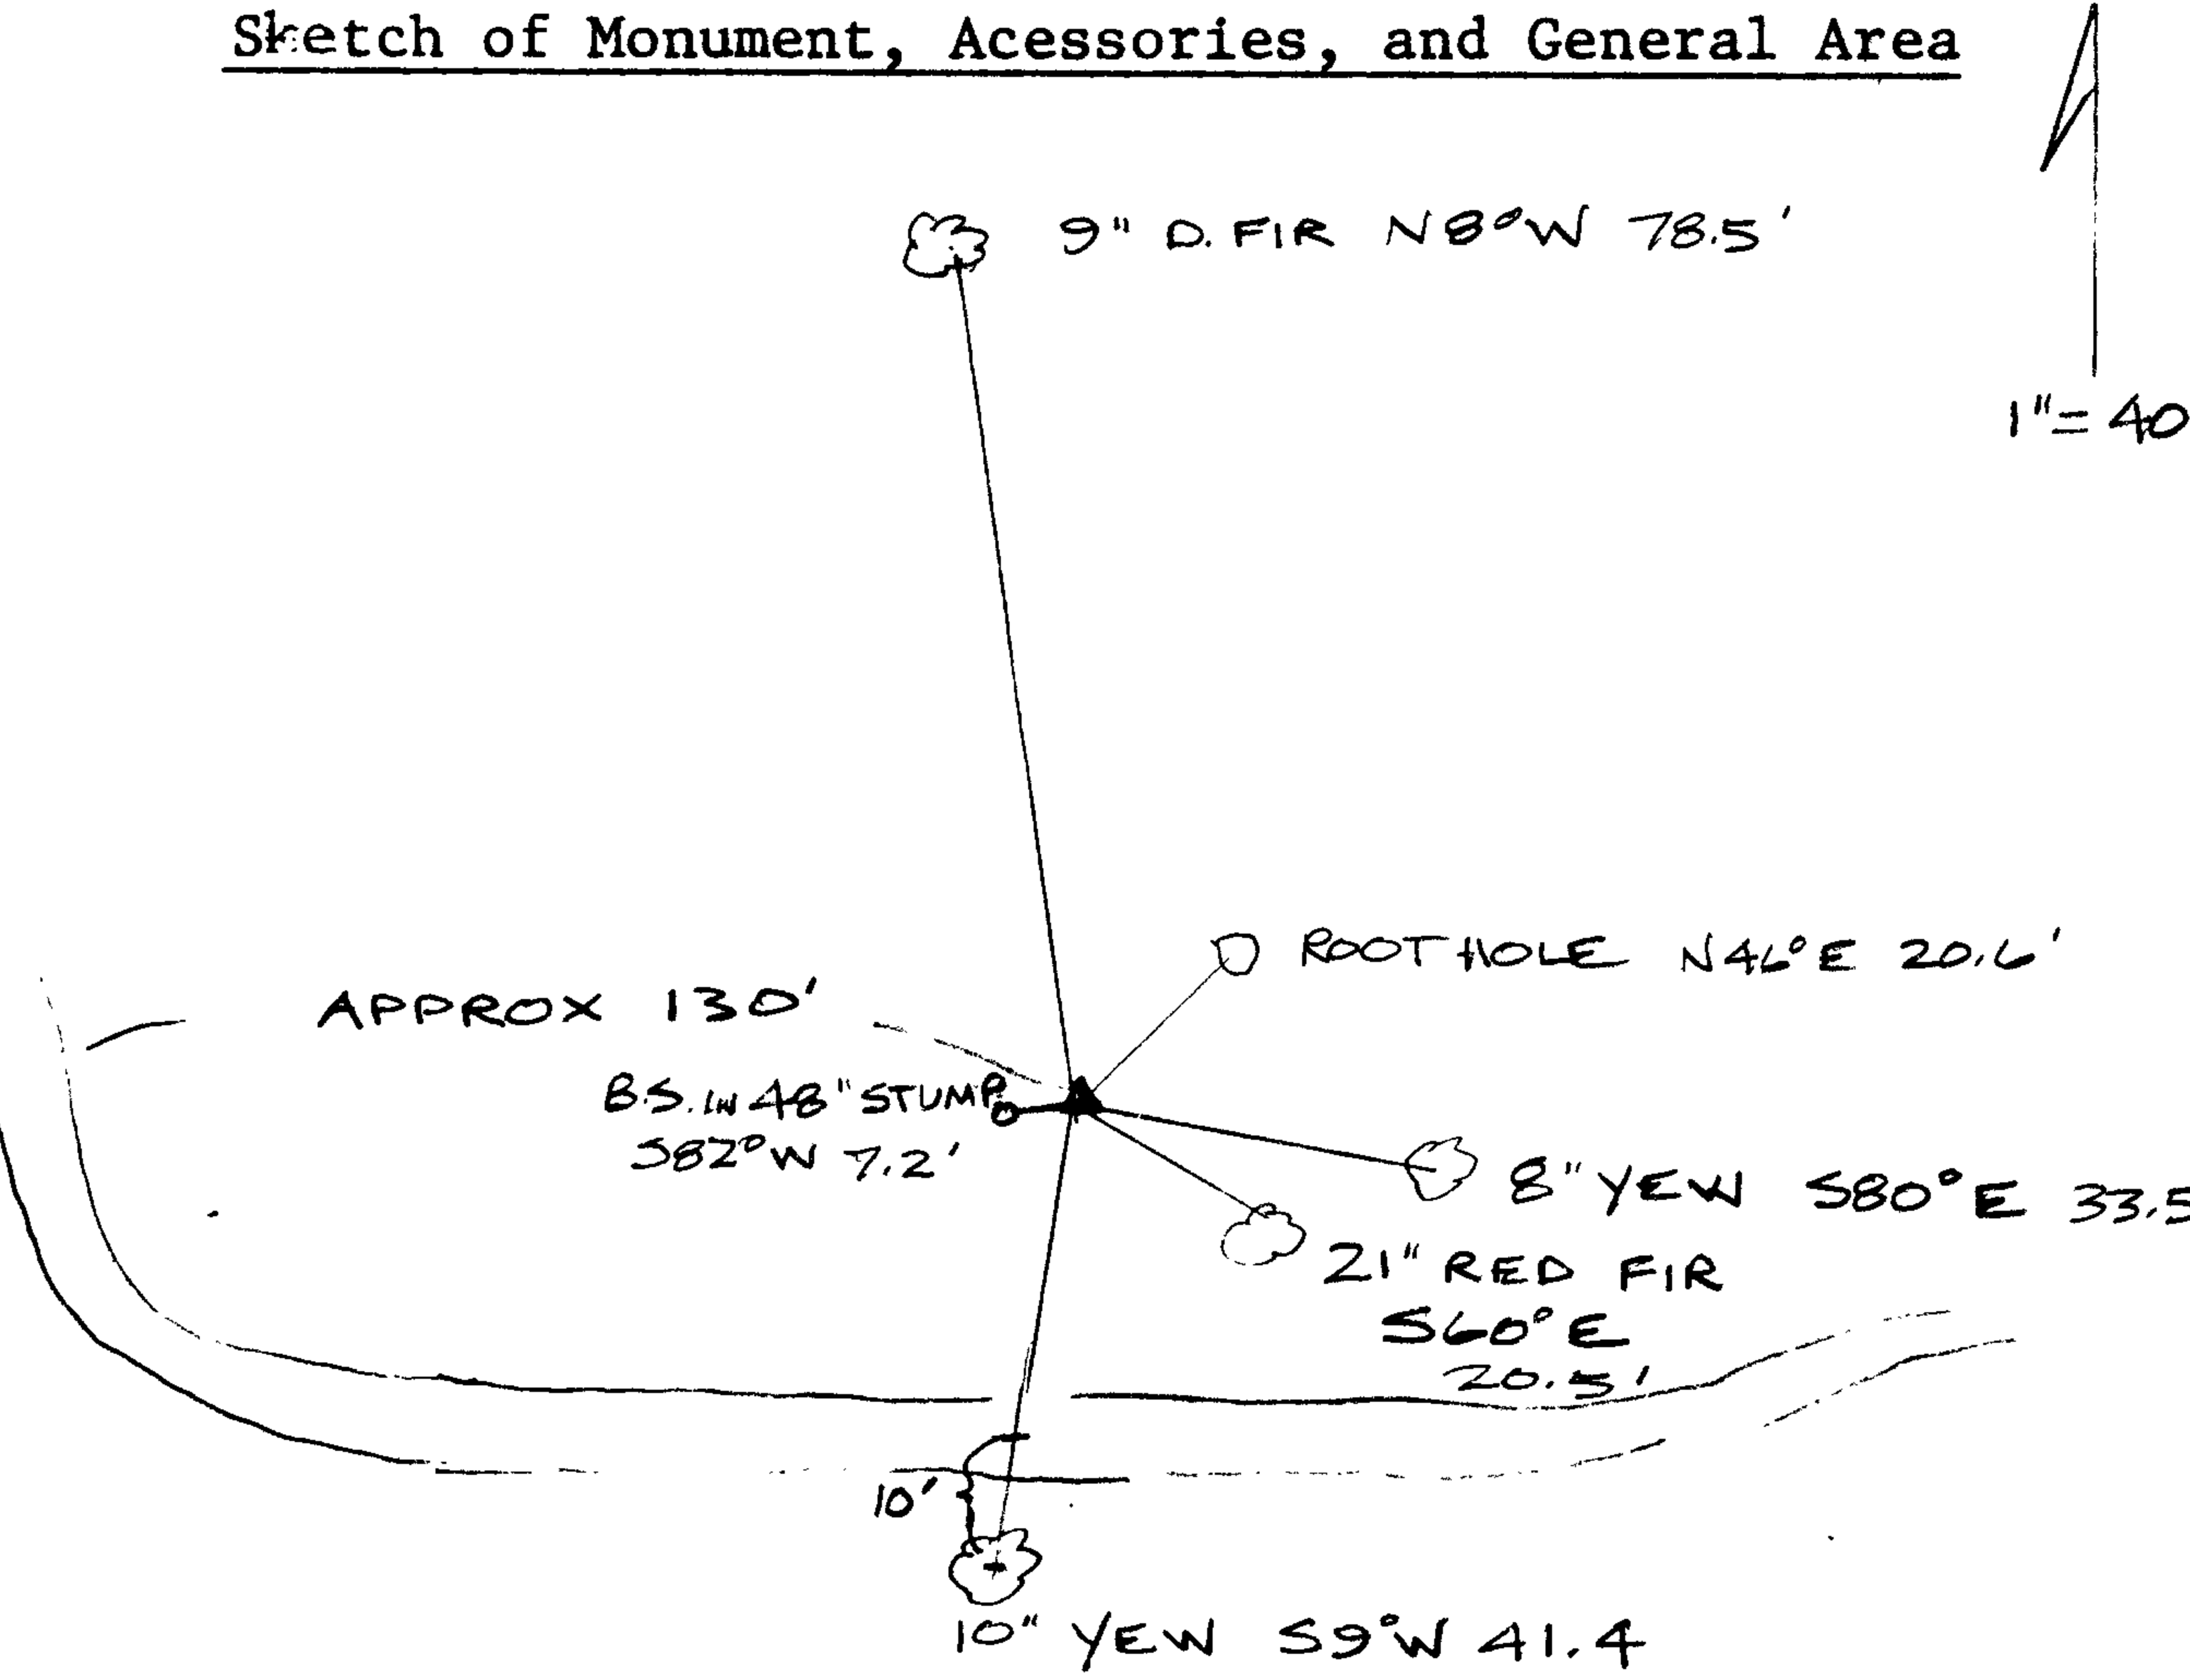 Sketch of Monument, Acessories, and General Area
9" D. FIR N8°W 78.5'
1"= 40
ROOT HOLE N46°E 20.6'
APPROX 130'
B.S. IN 48" STUMP
S82°W 7.2'
8" YEW S80°E 33.5
21" RED FIR
S60°E
20.5'
10'
10" YEW S9°W 41.4